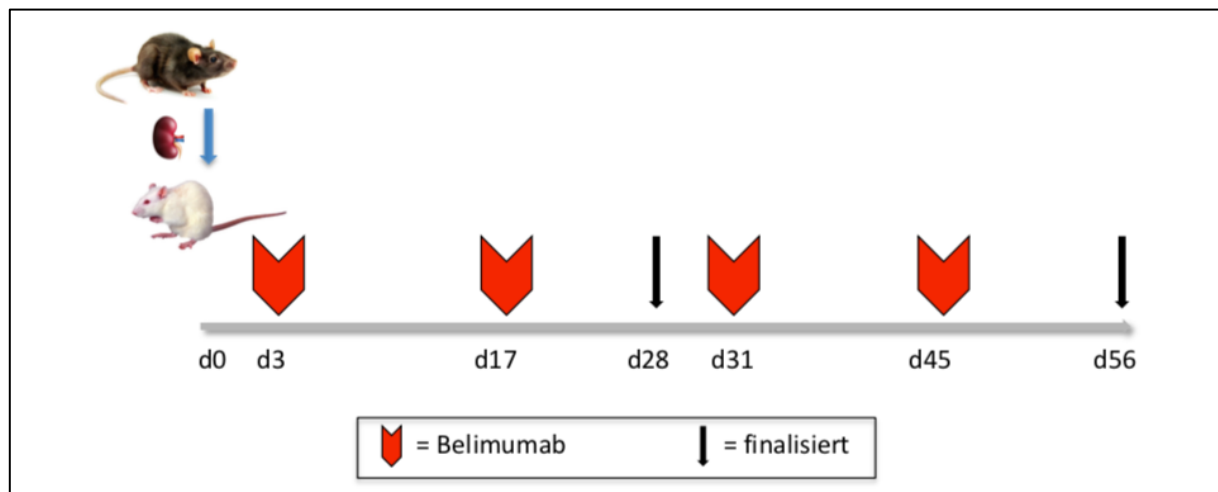 d0 d3 d17 d28 d31 d45 d56
= Belimumab = finalisiert